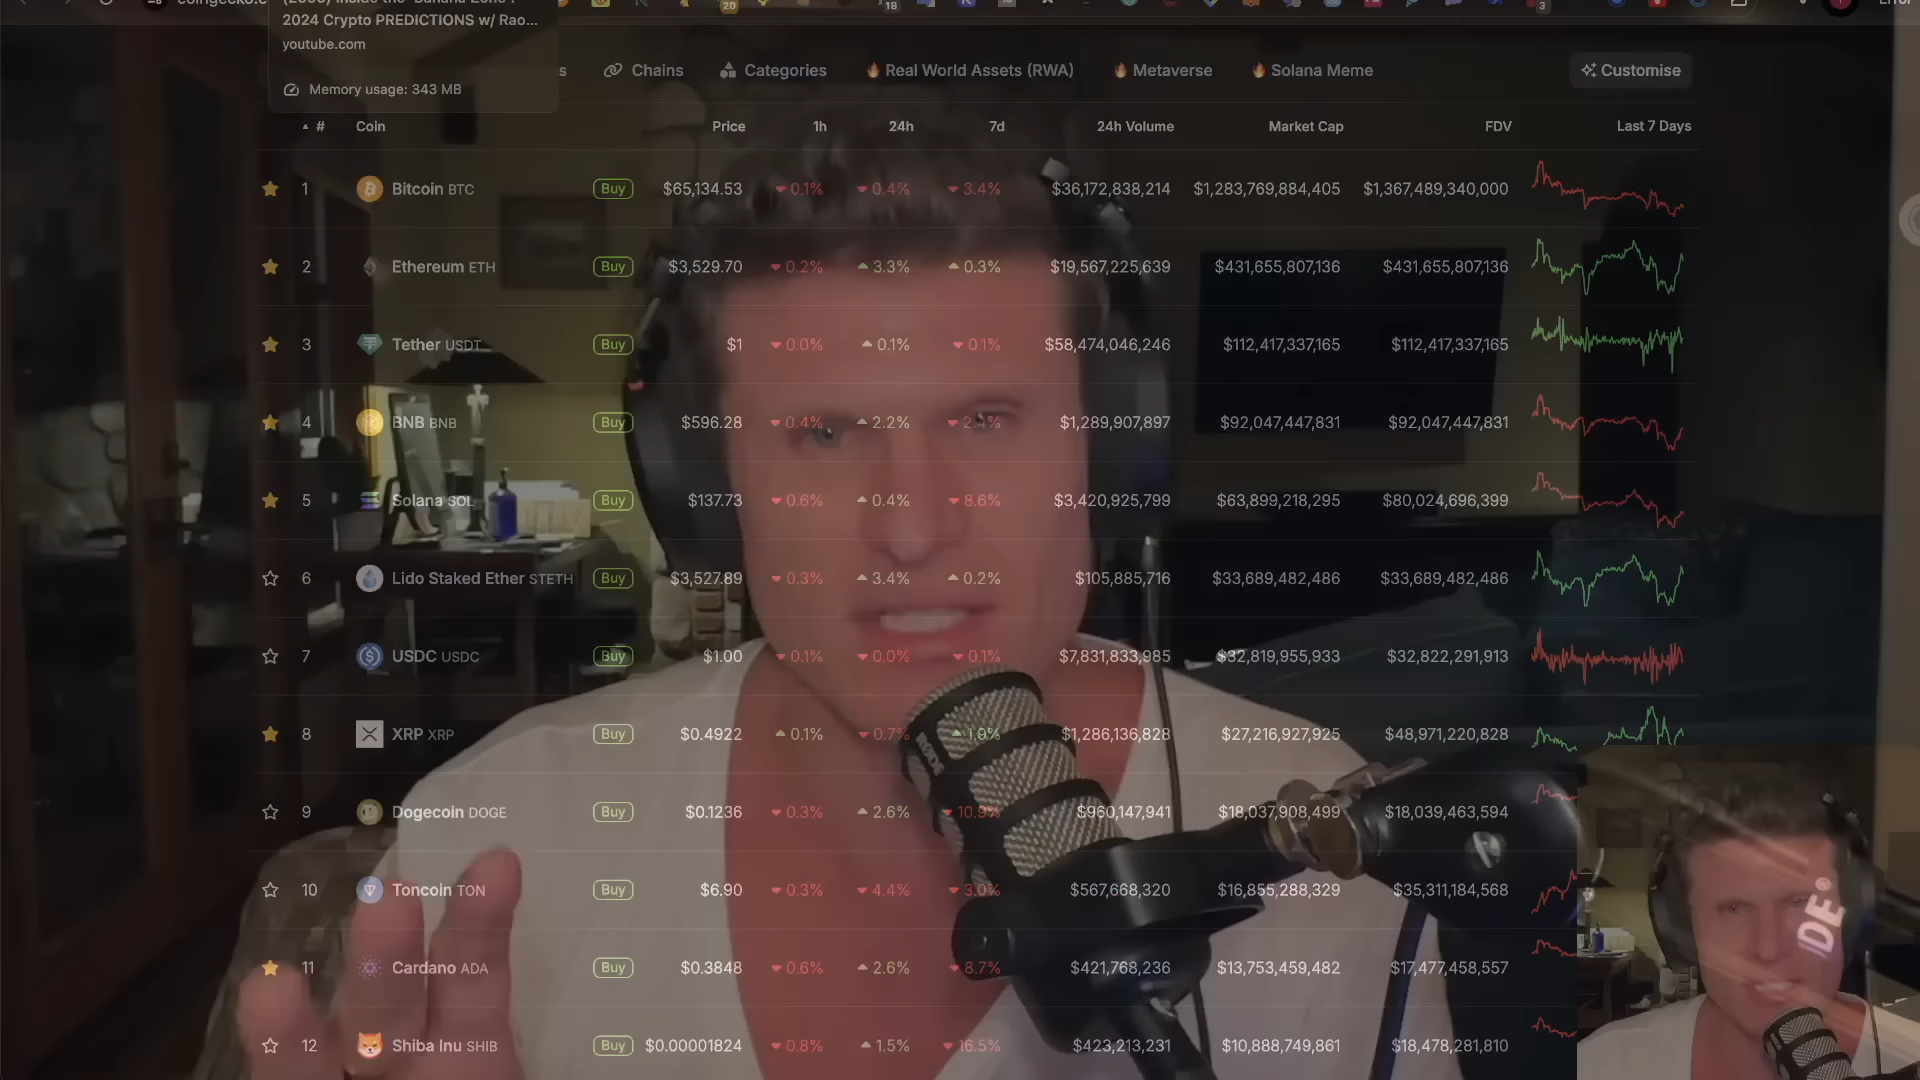 2024 Crypto PREDICTIONS w/ Rao...
youtube.com
Memory usage: 343 MB
18
20
3
Error
s Chains Categories Real World Assets (RWA) Metaverse Solana Meme Customise
# Coin Price 1h 24h 7d 24h Volume Market Cap FDV Last 7 Days
1 Bitcoin BTC Buy $65,134.53 0.1% 0.4% 3.4% $36,172,838,214 $1,283,769,884,405 $1,367,489,340,000
2 Ethereum ETH Buy $3,529.70 0.2% 3.3% 0.3% $19,567,225,639 $431,655,807,136 $431,655,807,136
3 Tether USDT Buy $1 0.0% 0.1% 0.1% $58,474,046,246 $112,417,337,165 $112,417,337,165
4 BNB BNB Buy $596.28 0.4% 2.2% 2.4% $1,289,907,897 $92,047,447,831 $92,047,447,831
5 Solana SOL Buy $137.73 0.6% 0.4% 8.6% $3,420,925,799 $63,899,218,295 $80,024,696,399
6 Lido Staked Ether STETH Buy $3,527.89 0.3% 3.4% 0.2% $105,885,716 $33,689,482,486 $33,689,482,486
7 USDC USDC Buy $1.00 0.1% 0.0% 0.1% $7,831,833,985 $32,819,955,933 $32,822,291,913
8 XRP XRP Buy $0.4922 0.1% 0.7% 1.9% $1,286,136,828 $27,216,927,925 $48,971,220,828
9 Dogecoin DOGE Buy $0.1236 0.3% 2.6% 10.9% $960,147,941 $18,037,908,499 $18,039,463,594
10 Toncoin TON Buy $6.90 0.3% 4.4% 3.0% $567,668,320 $16,855,288,329 $35,311,184,568
11 Cardano ADA Buy $0.3848 0.6% 2.6% 8.7% $421,768,236 $13,753,459,482 $17,477,458,557
12 Shiba Inu SHIB Buy $0.00001824 0.8% 1.5% 16.5% $423,213,231 $10,888,749,861 $18,478,281,810
RØDE